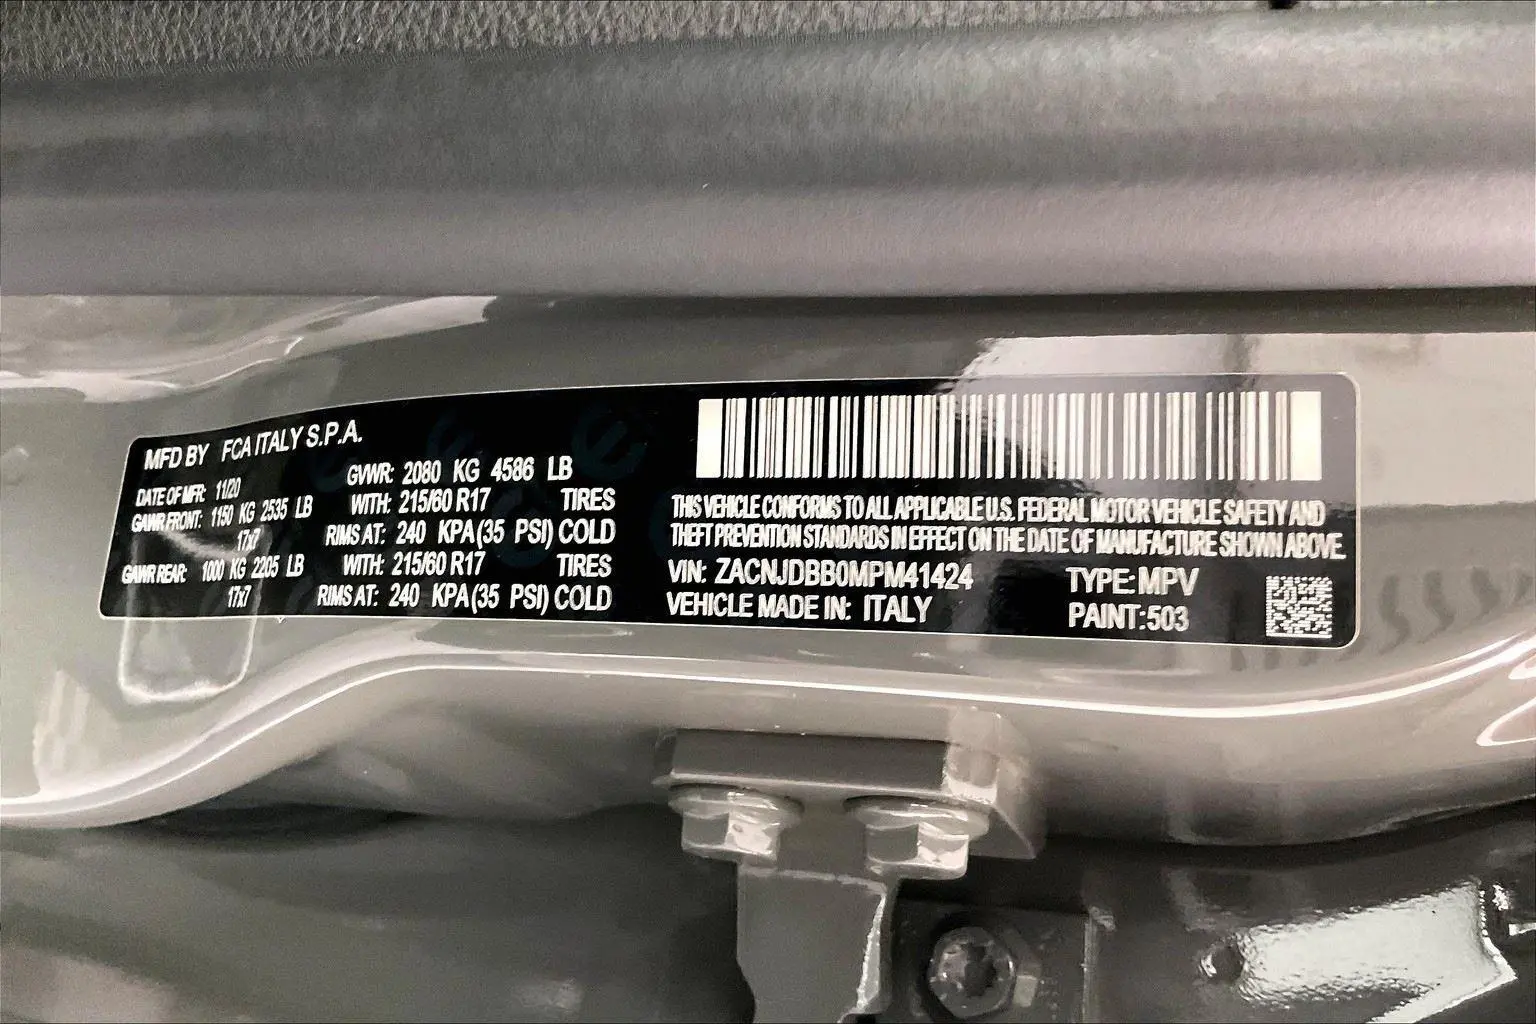 MFD BY FCA ITALY S.P.A.
DATE OF MFR: 11/20
GVWR: 2080 KG 4586 LB
GAWR FRONT: 1150 KG 2535 LB
WITH: 215/60 R17 TIRES
17x7
RIMS AT: 240 KPA(35 PSI) COLD
GAWR REAR: 1000 KG 2205 LB
WITH: 215/60 R17 TIRES
17x7
RIMS AT: 240 KPA(35 PSI) COLD
THIS VEHICLE CONFORMS TO ALL APPLICABLE U.S. FEDERAL MOTOR VEHICLE SAFETY AND
THEFT PREVENTION STANDARDS IN EFFECT ON THE DATE OF MANUFACTURE SHOWN ABOVE.
VIN: ZACNJDBB0MPM41424 TYPE: MPV
VEHICLE MADE IN: ITALY PAINT:503